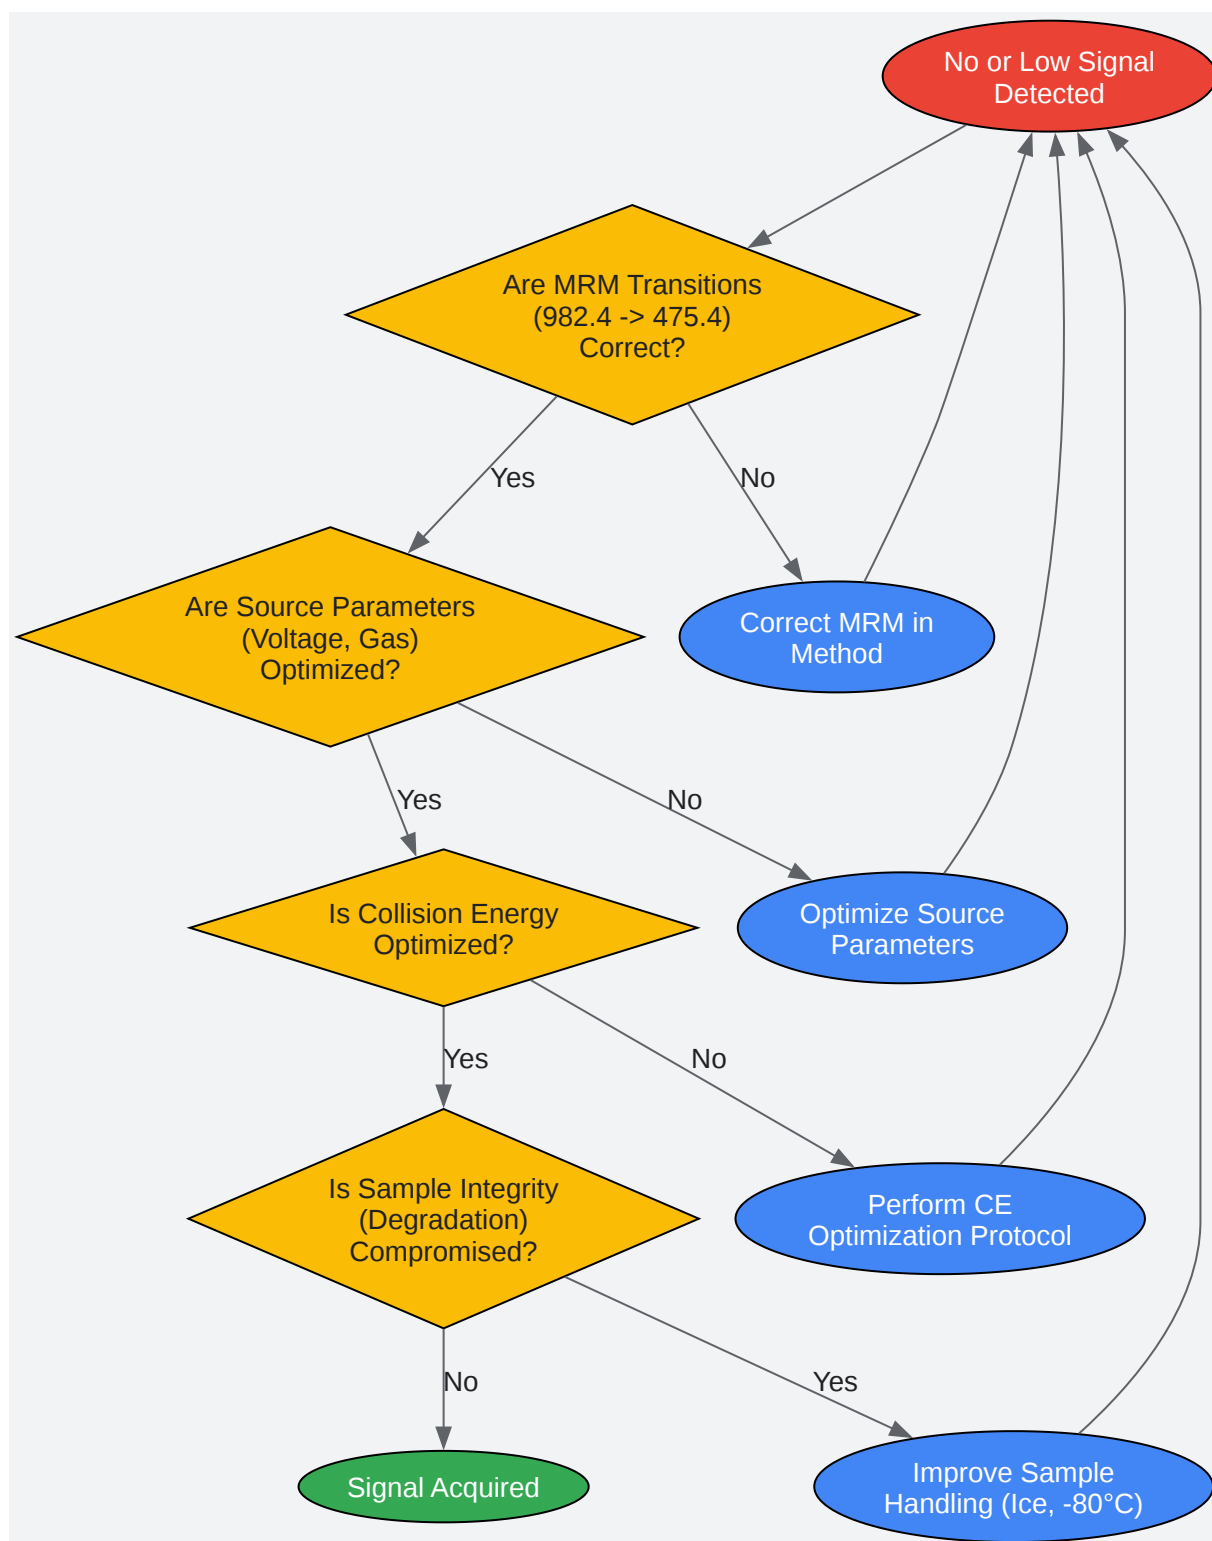 No or Low Signal
Detected
Are MRM Transitions
(982.4 -> 475.4)
Correct?
Yes
No
Are Source Parameters
(Voltage, Gas)
Optimized?
Correct MRM in
Method
Yes
No
Is Collision Energy
Optimized?
Optimize Source
Parameters
Yes
No
Is Sample Integrity
(Degradation)
Compromised?
Perform CE
Optimization Protocol
No
Yes
Signal Acquired
Improve Sample
Handling (Ice, -80°C)